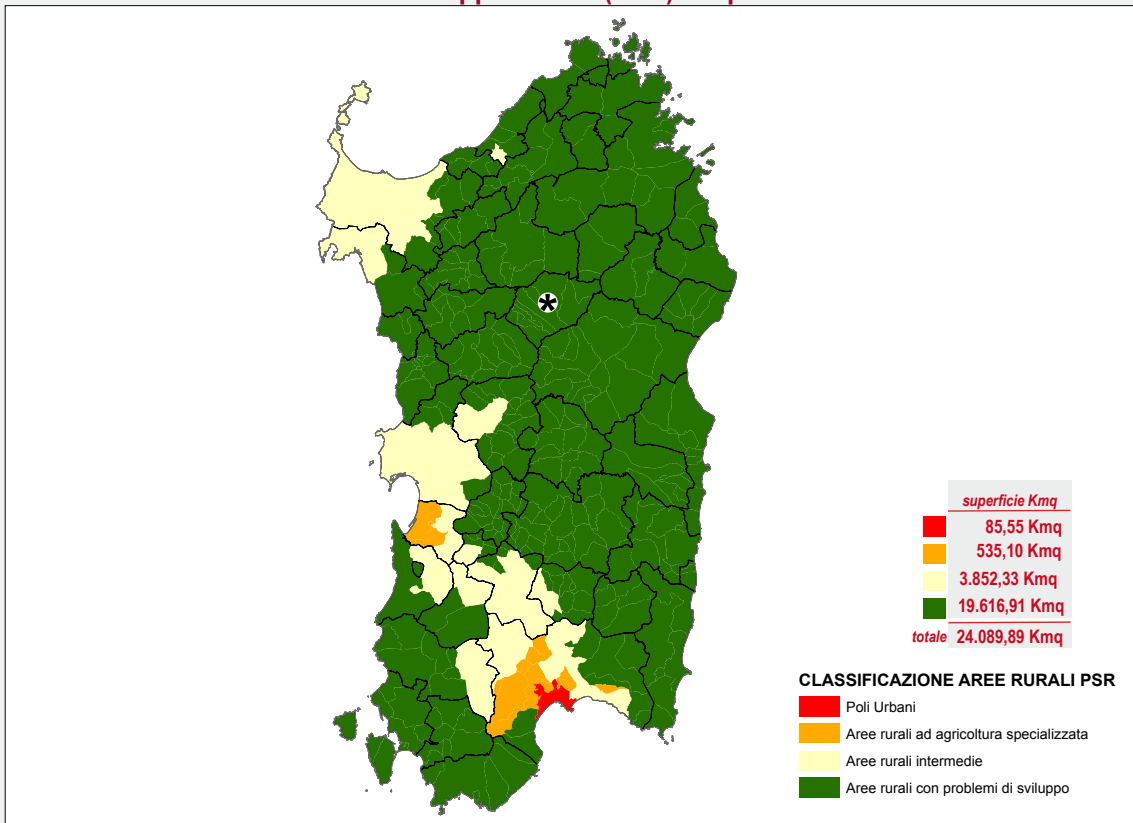 *
superficie Kmq
85,55 Kmq
535,10 Kmq
3.852,33 Kmq
19.616,91 Kmq
totale 24.089,89 Kmq
CLASSIFICAZIONE AREE RURALI PSR
Poli Urbani
Aree rurali ad agricoltura specializzata
Aree rurali intermedie
Aree rurali con problemi di sviluppo